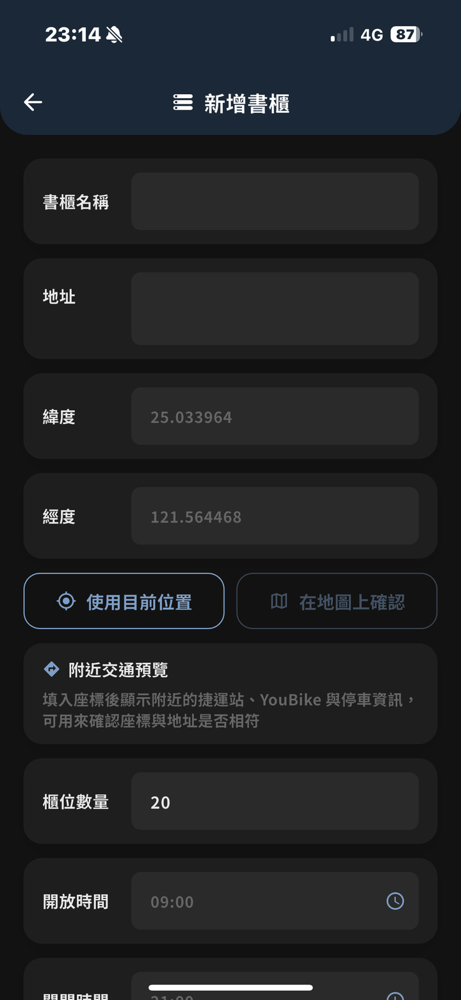 23:14 4G 87
新增書櫃
書櫃名稱
地址
緯度 25.033964
經度 121.564468
使用目前位置 在地圖上確認
附近交通預覽
填入座標後顯示附近的捷運站、YouBike 與停車資訊，
可用來確認座標與地址是否相符
櫃位數量 20
開放時間 09:00